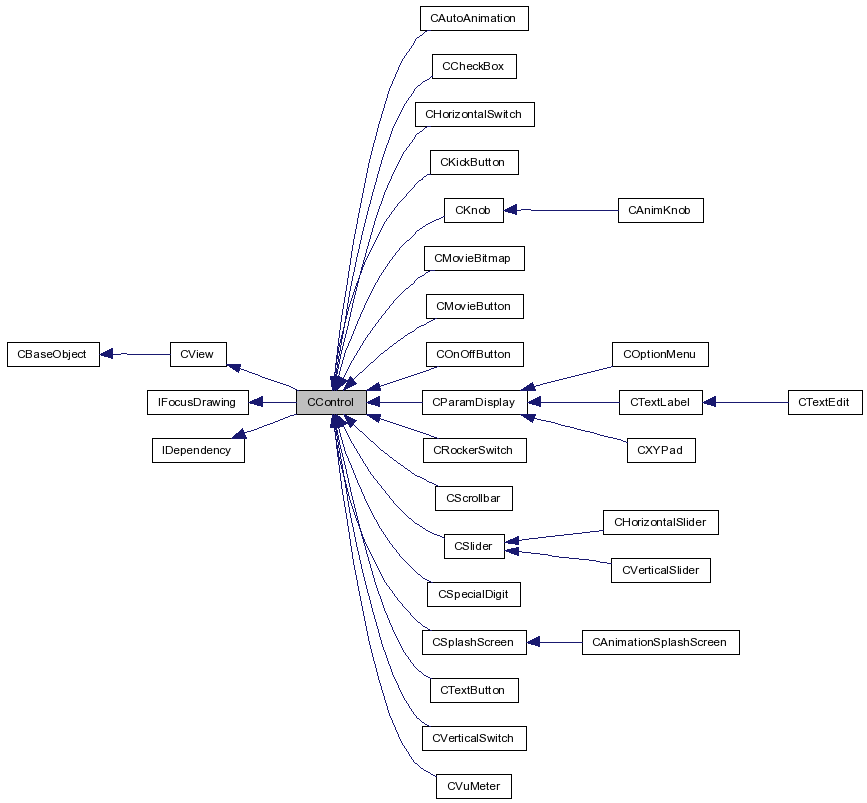 CAutoAnimation
CCheckBox
CHorizontalSwitch
CKickButton
CKnob
CAnimKnob
CMovieBitmap
CMovieButton
CBaseObject
CView
COnOffButton
COptionMenu
IFocusDrawing
CControl
CParamDisplay
CTextLabel
CTextEdit
IDependency
CRockerSwitch
CXYPad
CScrollbar
CHorizontalSlider
CSlider
CVerticalSlider
CSpecialDigit
CSplashScreen
CAnimationSplashScreen
CTextButton
CVerticalSwitch
CVuMeter